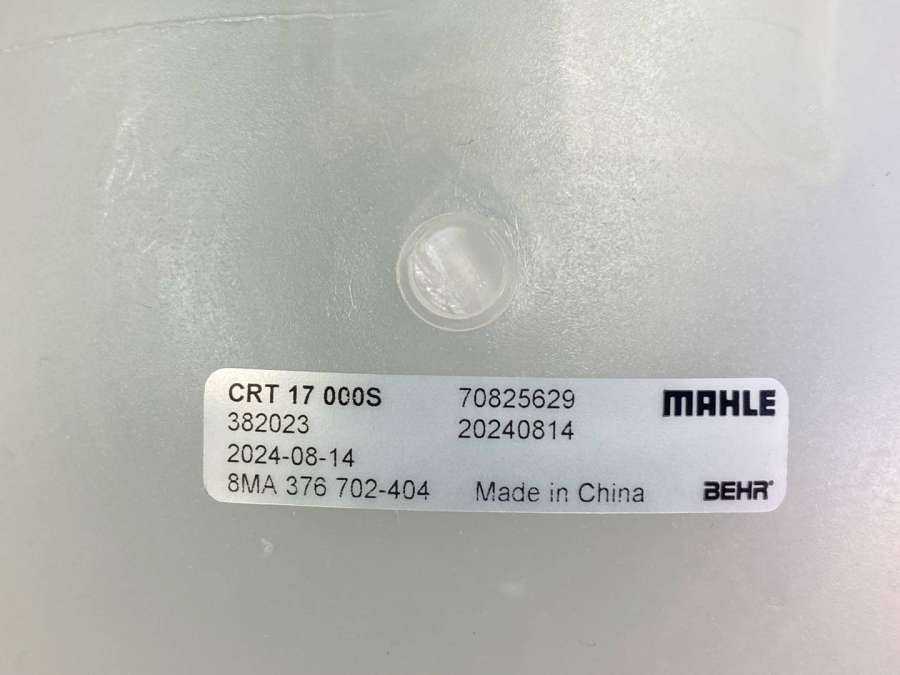 CRT 17 000S 70825629 MAHLE
382023 20240814
2024-08-14
8MA 376 702-404 Made in China BEHR